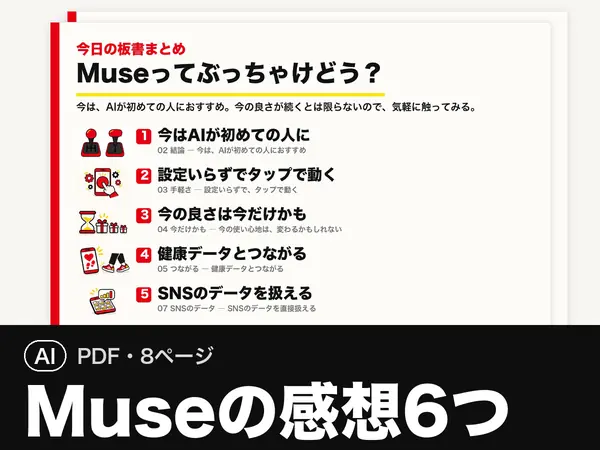 今日の板書まとめ
Museってぶっちゃけどう？
今は、AIが初めての人におすすめ。今の良さが続くとは限らないので、気軽に触ってみる。
1 今はAIが初めての人に
02 結論 — 今は、AIが初めての人におすすめ
2 設定いらずでタップで動く
03 手軽さ — 設定いらずで、タップで動く
3 今の良さは今だけかも
04 今だけかも — 今の使い心地は、変わるかもしれない
4 健康データとつながる
05 つながる — 健康データとつながる
5 SNSのデータを扱える
07 SNSのデータ — SNSのデータを直接扱える
AI PDF・8ページ
Museの感想6つ